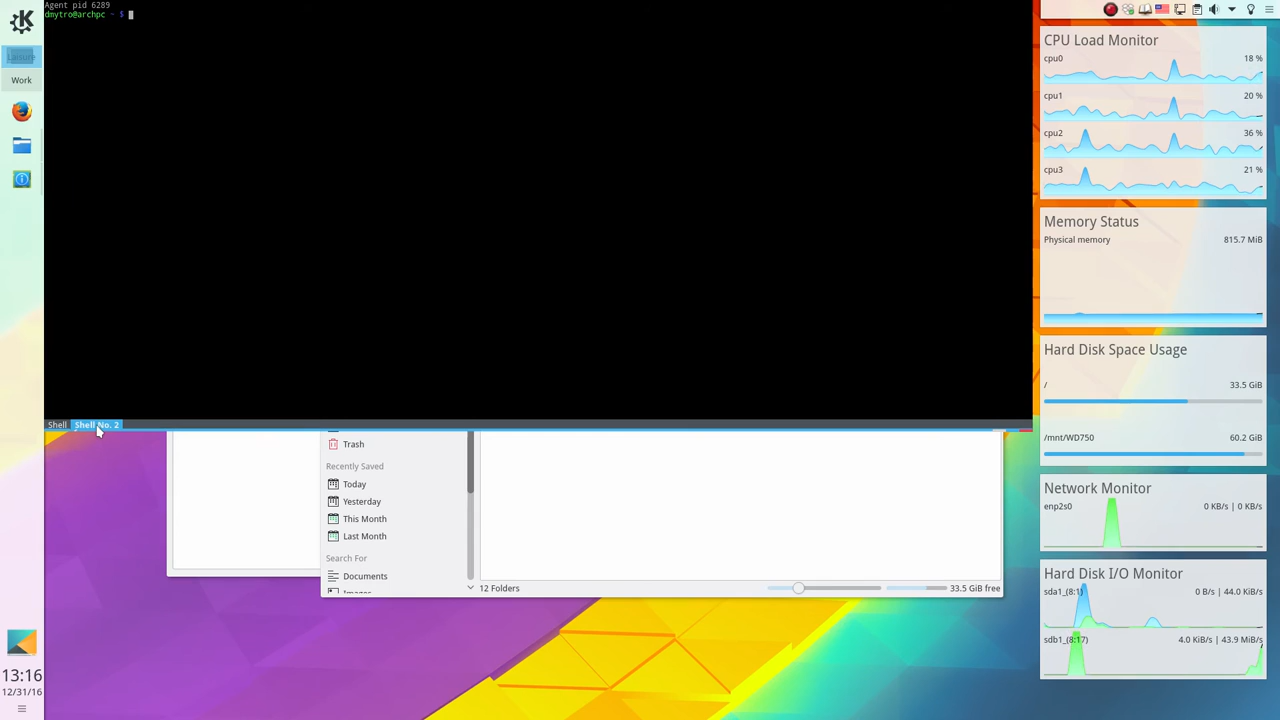 Agent pid 6289
dmytro@archpc ~ $
Leisure
Work
Shell
Shell No. 2
Trash
Recently Saved
Today
Yesterday
This Month
Last Month
Search For
Documents
Images
12 Folders
33.5 GiB free
13:16
12/31/16
CPU Load Monitor
cpu0 18 %
cpu1 20 %
cpu2 36 %
cpu3 21 %
Memory Status
Physical memory 815.7 MiB
Hard Disk Space Usage
/ 33.5 GiB
/mnt/WD750 60.2 GiB
Network Monitor
enp2s0 0 KB/s | 0 KB/s
Hard Disk I/O Monitor
sda1_(8:1) 0 B/s | 44.0 KiB/s
sdb1_(8:17) 4.0 KiB/s | 43.9 MiB/s